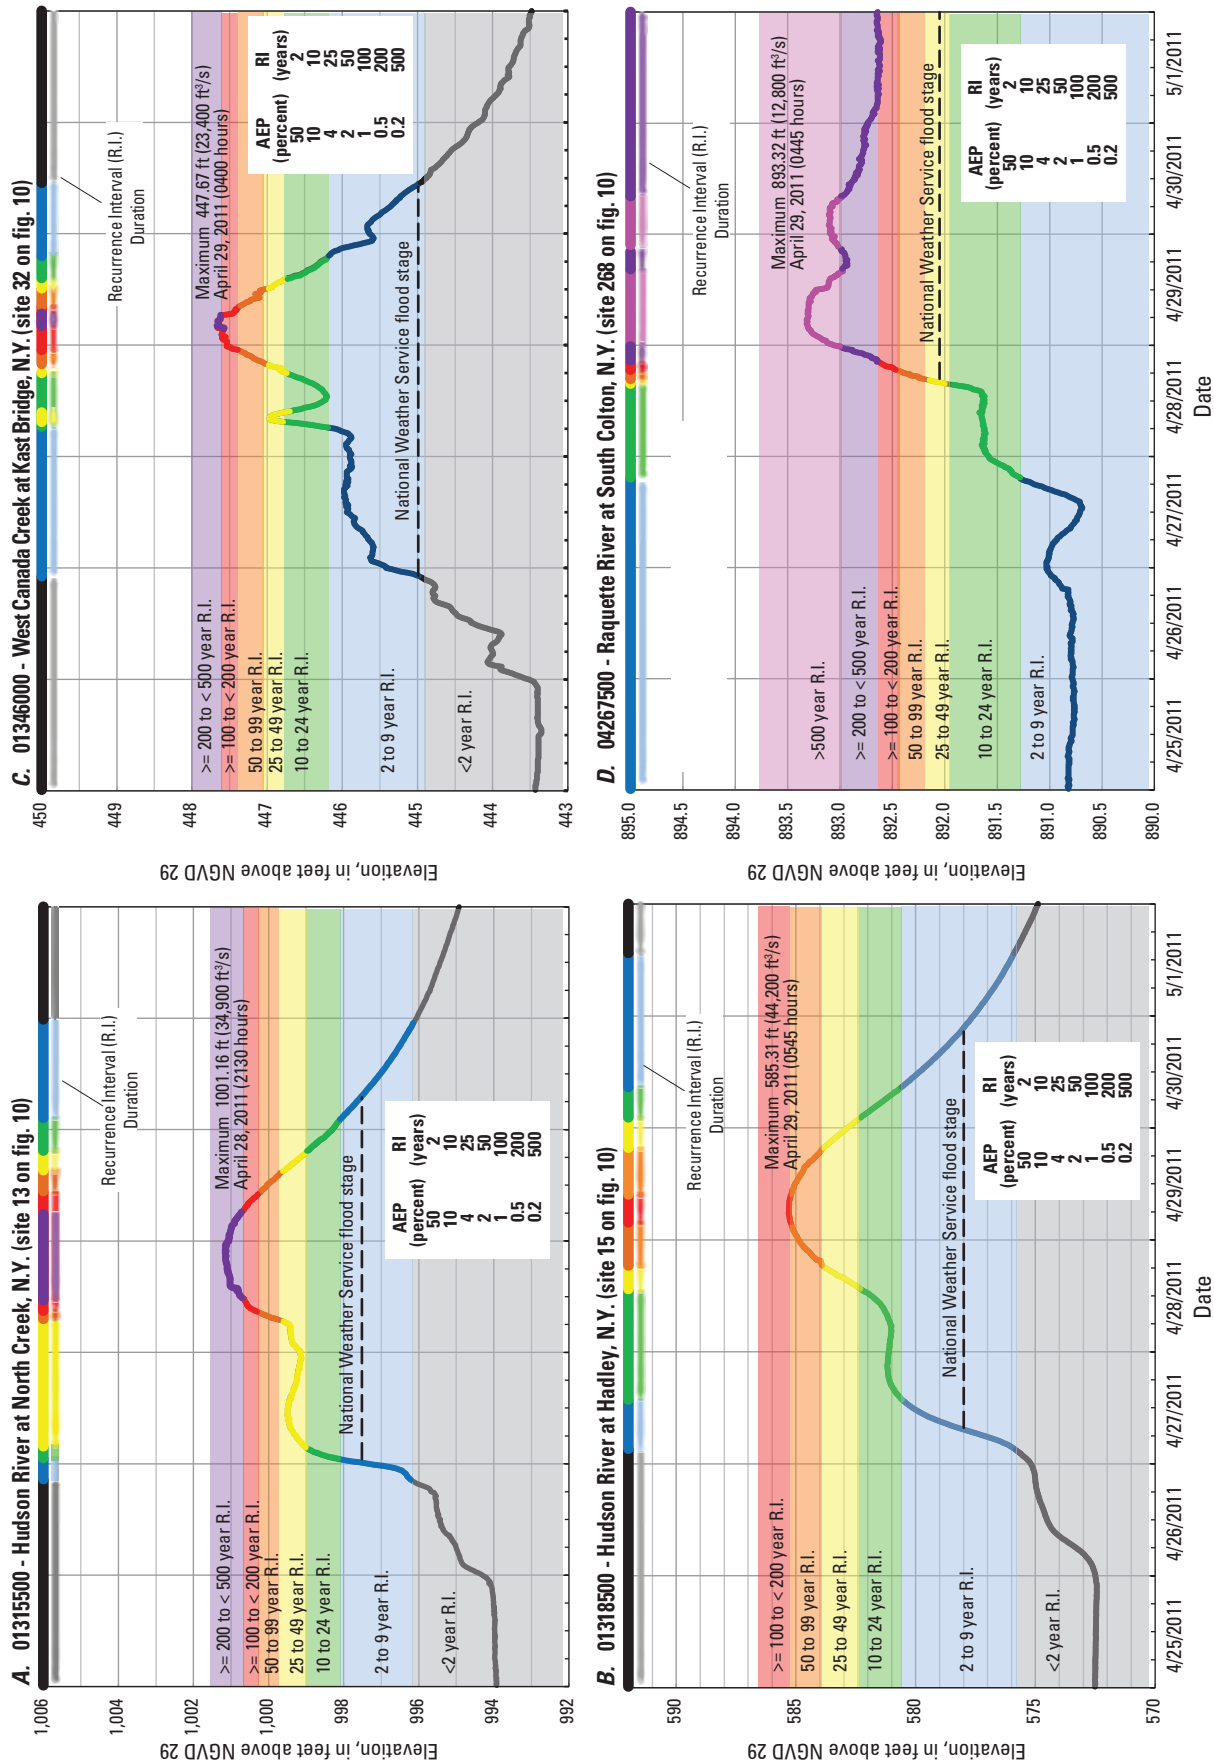 A. 01315500 - Hudson River at North Creek, N.Y. (site 13 on fig. 10)
Elevation, in feet above NGVD 29
1,006
1,004
1,002
1,000
998
996
994
992
Recurrence Interval (R.I.)
Duration
Maximum 1001.16 ft (34,900 ft³/s)
April 28, 2011 (2130 hours)
>= 200 to < 500 year R.I.
>= 100 to < 200 year R.I.
50 to 99 year R.I.
25 to 49 year R.I.
10 to 24 year R.I.
2 to 9 year R.I.
<2 year R.I.
National Weather Service flood stage
AEP RI
(percent) (years)
50 2
10 10
4 25
2 50
1 100
0.5 200
0.2 500
B. 01318500 - Hudson River at Hadley, N.Y. (site 15 on fig. 10)
Elevation, in feet above NGVD 29
590
585
580
575
570
Recurrence Interval (R.I.)
Duration
Maximum 585.31 ft (44,200 ft³/s)
April 29, 2011 (0545 hours)
>= 100 to < 200 year R.I.
50 to 99 year R.I.
25 to 49 year R.I.
10 to 24 year R.I.
2 to 9 year R.I.
<2 year R.I.
National Weather Service flood stage
AEP RI
(percent) (years)
50 2
10 10
4 25
2 50
1 100
0.5 200
0.2 500
4/25/2011 4/26/2011 4/27/2011 4/28/2011 4/29/2011 4/30/2011 5/1/2011
Date
C. 01346000 - West Canada Creek at Kast Bridge, N.Y. (site 32 on fig. 10)
Elevation, in feet above NGVD 29
450
449
448
447
446
445
444
443
Recurrence Interval (R.I.)
Duration
Maximum 447.67 ft (23,400 ft³/s)
April 29, 2011 (0400 hours)
>= 200 to < 500 year R.I.
>= 100 to < 200 year R.I.
50 to 99 year R.I.
25 to 49 year R.I.
10 to 24 year R.I.
2 to 9 year R.I.
<2 year R.I.
National Weather Service flood stage
AEP RI
(percent) (years)
50 2
10 10
4 25
2 50
1 100
0.5 200
0.2 500
D. 04267500 - Raquette River at South Colton, N.Y. (site 268 on fig. 10)
Elevation, in feet above NGVD 29
895.0
894.5
894.0
893.5
893.0
892.5
892.0
891.5
891.0
890.5
890.0
Recurrence Interval (R.I.)
Duration
Maximum 893.32 ft (12,800 ft³/s)
April 29, 2011 (0445 hours)
>500 year R.I.
>= 200 to < 500 year R.I.
>= 100 to < 200 year R.I.
50 to 99 year R.I.
25 to 49 year R.I.
10 to 24 year R.I.
2 to 9 year R.I.
National Weather Service flood stage
AEP RI
(percent) (years)
50 2
10 10
4 25
2 50
1 100
0.5 200
0.2 500
4/25/2011 4/26/2011 4/27/2011 4/28/2011 4/29/2011 4/30/2011 5/1/2011
Date